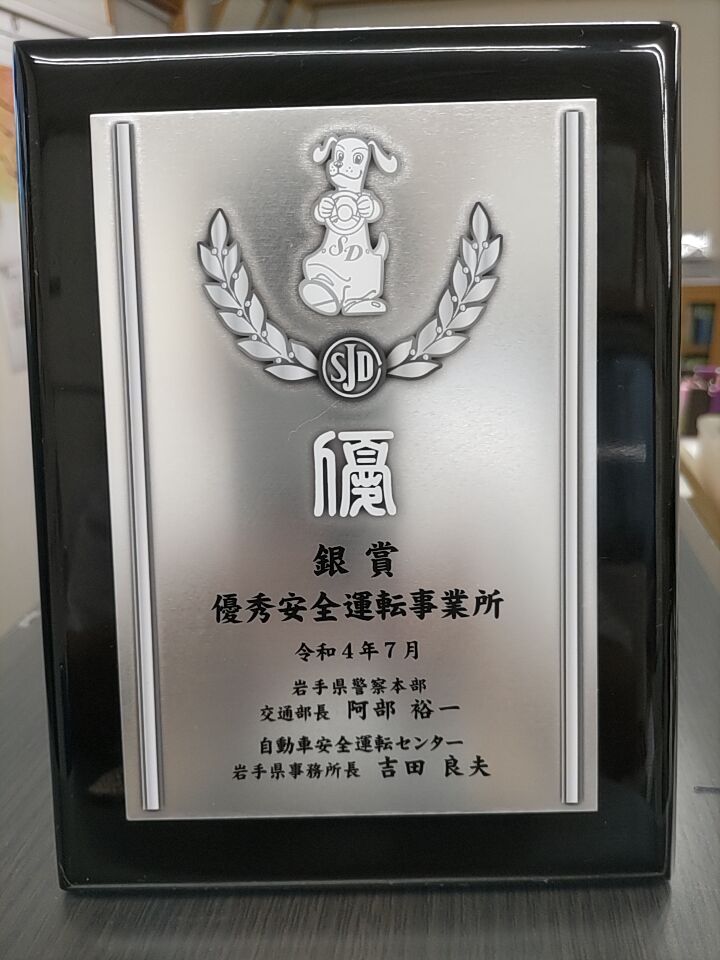 SD
SJD
優
銀賞
優秀安全運転事業所
令和4年7月
岩手県警察本部
交通部長 阿部 裕一
自動車安全運転センター
岩手県事務所長 吉田 良夫